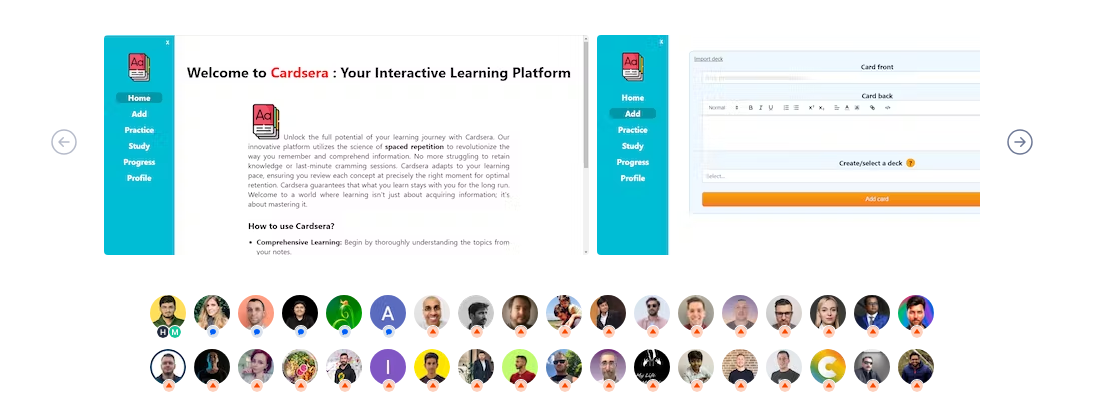 Aa
x
Home
Add
Practice
Study
Progress
Profile
Welcome to Cardsera : Your Interactive Learning Platform
Aa
Unlock the full potential of your learning journey with Cardsera. Our
innovative platform utilizes the science of spaced repetition to revolutionize the
way you remember and comprehend information. No more struggling to retain
knowledge or last-minute cramming sessions. Cardsera adapts to your learning
pace, ensuring you review each concept at precisely the right moment for optimal
retention. Cardsera guarantees that what you learn stays with you for the long run.
Welcome to a world where learning isn't just about acquiring information; it's
about mastering it.
How to use Cardsera?
• Comprehensive Learning: Begin by thoroughly understanding the topics from
your notes.
Aa
x
Home
Add
Practice
Study
Progress
Profile
Import deck
Card front
Card back
Normal
B I U
Create/select a deck ?
Select...
Add card
A
H M
I
My Life
C